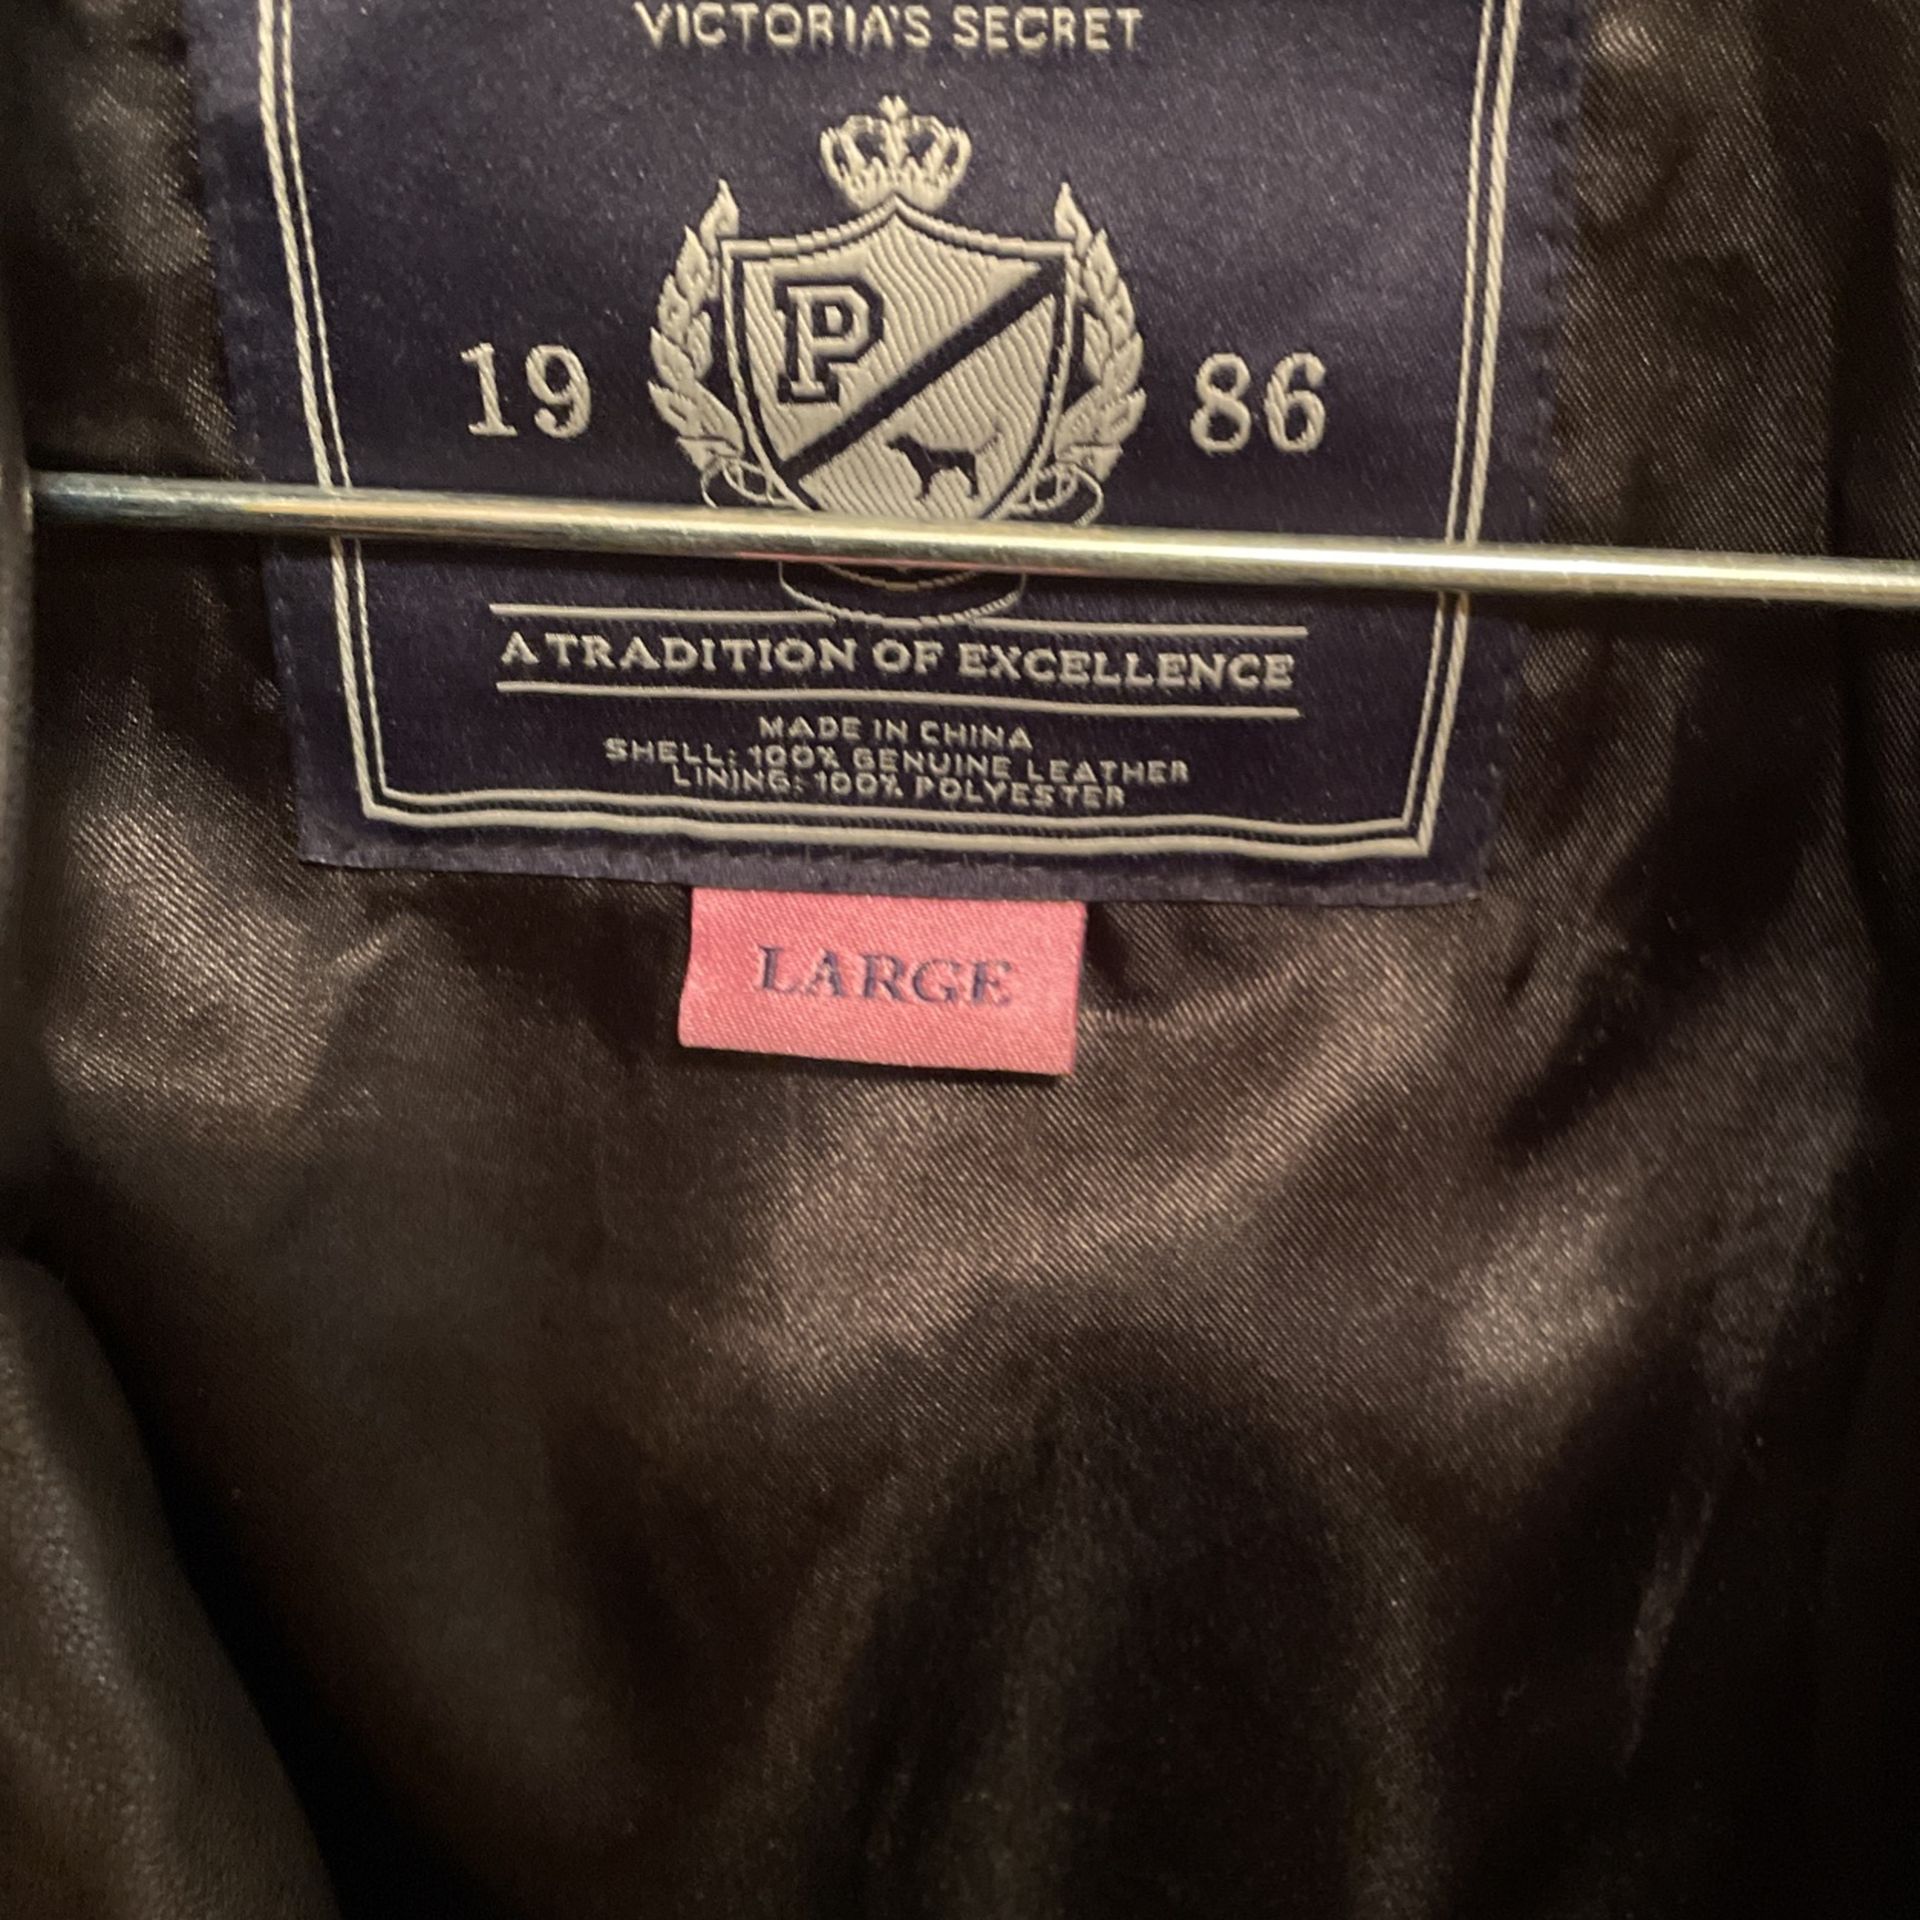 VICTORIA'S SECRET
P
19 86
A TRADITION OF EXCELLENCE
MADE IN CHINA
SHELL: 100% GENUINE LEATHER
LINING: 100% POLYESTER
LARGE